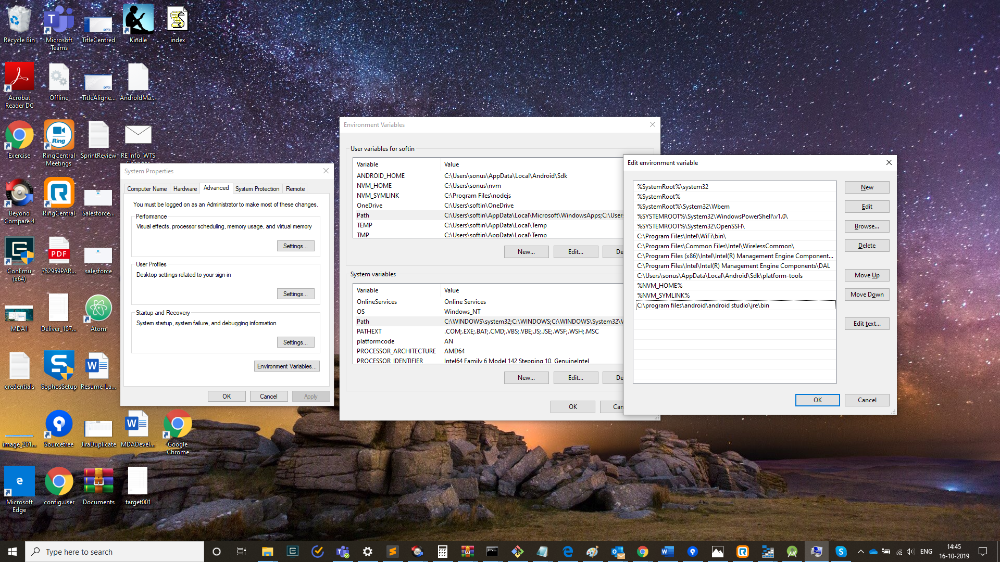 Recycle Bin
Microsoft
Teams
TitleCentred
Kindle
index
Acrobat
Reader DC
Offline
TitleAligne...
AndroidMa...
Exercise
RingCentral
Meetings
SprintReview
RE Info_WTS
Ring
Beyond
Compare 4
RingCentral
Salesforce...
ConEmu
(x64)
PDF
752959PAR...
salesforce
MDA1
Deliver_157...
Atom
credentials
SophosSetup
Resume-La...
image_201...
Sourcetree
JiraDuplicate
MDADevel...
Google
Chrome
Microsoft
Edge
config.user
Documents
target001
System Properties
Computer Name
Hardware
Advanced
System Protection
Remote
You must be logged on as an Administrator to make most of these changes.
Performance
Visual effects, processor scheduling, memory usage, and virtual memory
Settings...
User Profiles
Desktop settings related to your sign-in
Settings...
Startup and Recovery
System startup, system failure, and debugging information
Settings...
Environment Variables...
OK
Cancel
Apply
Environment Variables
User variables for softin
Variable Value
ANDROID_HOME C:\Users\sonus\AppData\Local\Android\Sdk
NVM_HOME C:\Users\sonus\nvm
NVM_SYMLINK C:\Program Files\nodejs
OneDrive C:\Users\softin\OneDrive
Path C:\Users\softin\AppData\Local\Microsoft\WindowsApps;C:\Users
TEMP C:\Users\softin\AppData\Local\Temp
TMP C:\Users\softin\AppData\Local\Temp
New... Edit... De
System variables
Variable Value
OnlineServices Online Services
OS Windows_NT
Path C:\WINDOWS\system32;C:\WINDOWS;C:\WINDOWS\System32\W
PATHEXT .COM;.EXE;.BAT;.CMD;.VBS;.VBE;.JS;.JSE;.WSF;.WSH;.MSC
platformcode AN
PROCESSOR_ARCHITECTURE AMD64
PROCESSOR_IDENTIFIER Intel64 Family 6 Model 142 Stepping 10, GenuineIntel
New... Edit... De
OK Can
Edit environment variable
%SystemRoot%\system32
%SystemRoot%
%SystemRoot%\System32\Wbem
%SYSTEMROOT%\System32\WindowsPowerShell\v1.0\
%SYSTEMROOT%\System32\OpenSSH\
C:\Program Files\Intel\WiFi\bin\
C:\Program Files\Common Files\Intel\WirelessCommon\
C:\Program Files (x86)\Intel\Intel(R) Management Engine Component...
C:\Program Files\Intel\Intel(R) Management Engine Components\DAL
C:\Users\sonus\AppData\Local\Android\Sdk\platform-tools
%NVM_HOME%
%NVM_SYMLINK%
C:\program files\android\android studio\jre\bin
New
Edit
Browse...
Delete
Move Up
Move Down
Edit text...
OK
Cancel
Type here to search
ENG
14:45
16-10-2019